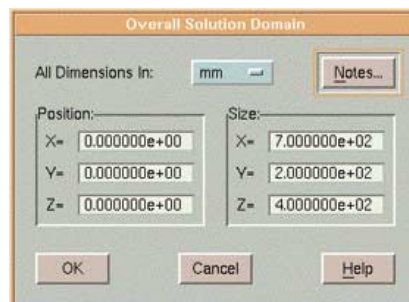 Overall Solution Domain
All Dimensions In: mm Notes...
Position: Size:
X= 0.000000e+00 X= 7.000000e+02
Y= 0.000000e+00 Y= 2.000000e+02
Z= 0.000000e+00 Z= 4.000000e+02
OK Cancel Help